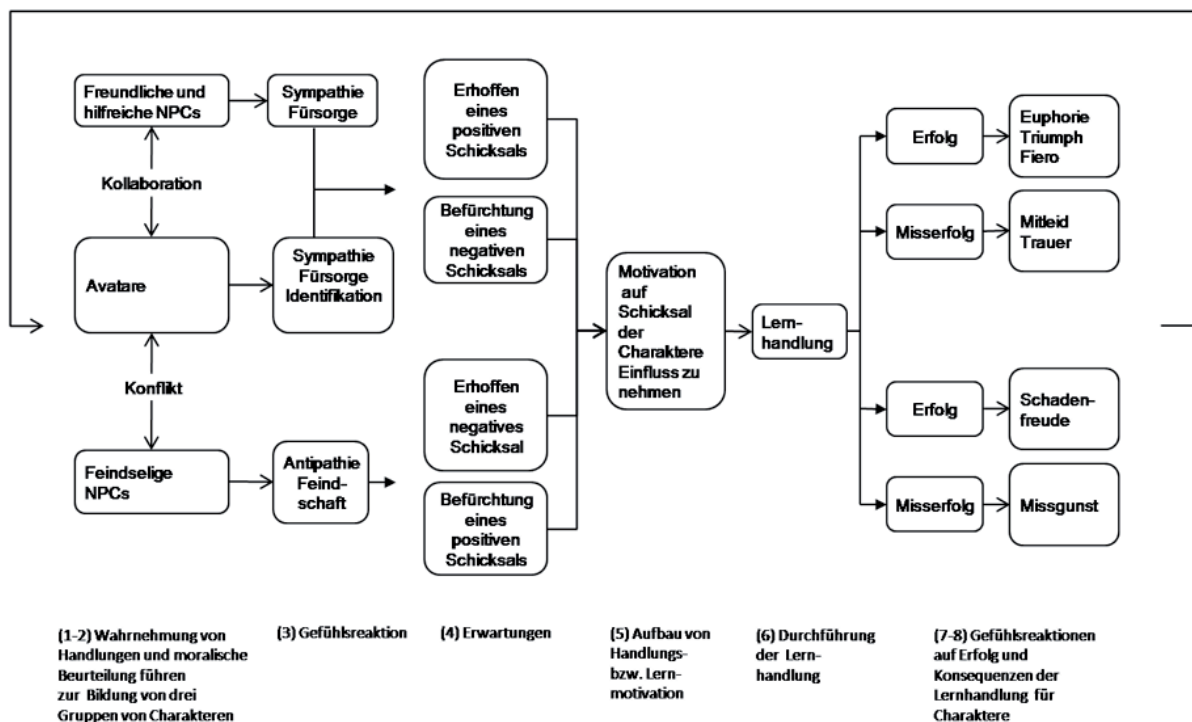 Freundliche und
hilfreiche NPCs
Kollaboration
Avatare
Konflikt
Feindselige
NPCs
Sympathie
Fürsorge
Sympathie
Fürsorge
Identifikation
Antipathie
Feind-
schaft
Erhoffen
eines
positiven
Schicksals
Befürchtung
eines
negativen
Schicksals
Erhoffen
eines
negatives
Schicksal
Befürchtung
eines
positiven
Schicksals
Motivation
auf
Schicksal
der
Charaktere
Einfluss zu
nehmen
Lern-
handlung
Erfolg
Euphorie
Triumph
Fiero
Misserfolg
Mitleid
Trauer
Erfolg
Schaden-
freude
Misserfolg
Missgunst
(1-2) Wahrnehmung von
Handlungen und moralische
Beurteilung führen
zur Bildung von drei
Gruppen von Charakteren
(3) Gefühlsreaktion
(4) Erwartungen
(5) Aufbau von
Handlungs-
bzw. Lern-
motivation
(6) Durchführung
der Lern-
handlung
(7-8) Gefühlsreaktionen
auf Erfolg und
Konsequenzen der
Lernhandlung für
Charaktere